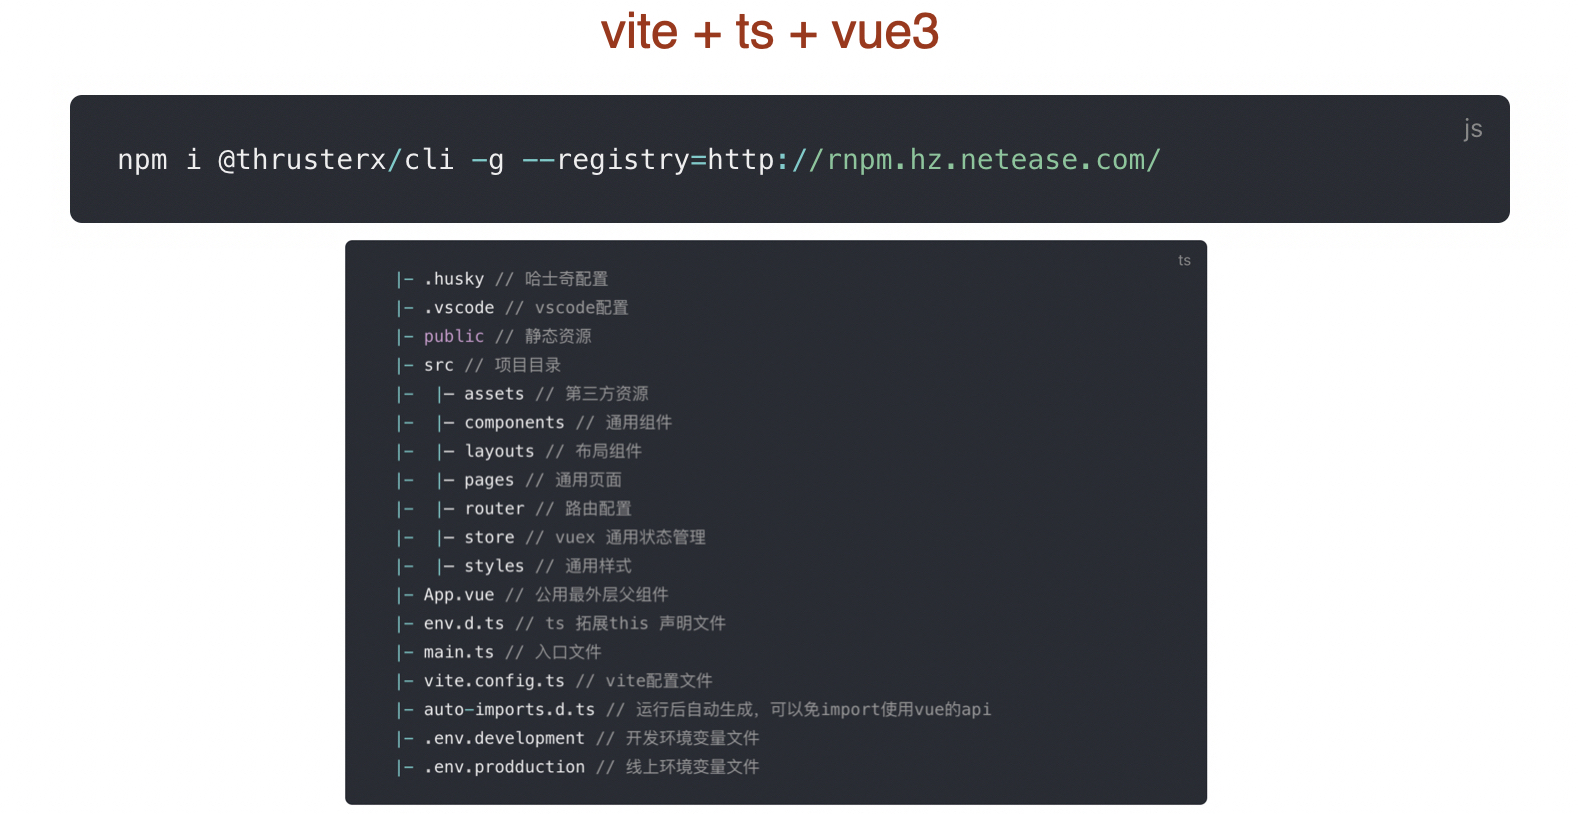 vite + ts + vue3
js
npm i @thrusterx/cli -g --registry=http://rnpm.hz.netease.com/
ts
|- .husky // 哈士奇配置
|- .vscode // vscode配置
|- public // 静态资源
|- src // 项目目录
|-  |- assets // 第三方资源
|-  |- components // 通用组件
|-  |- layouts // 布局组件
|-  |- pages // 通用页面
|-  |- router // 路由配置
|-  |- store // vuex 通用状态管理
|-  |- styles // 通用样式
|- App.vue // 公用最外层父组件
|- env.d.ts // ts 拓展this 声明文件
|- main.ts // 入口文件
|- vite.config.ts // vite配置文件
|- auto-imports.d.ts // 运行后自动生成，可以免import使用vue的api
|- .env.development // 开发环境变量文件
|- .env.prodduction // 线上环境变量文件